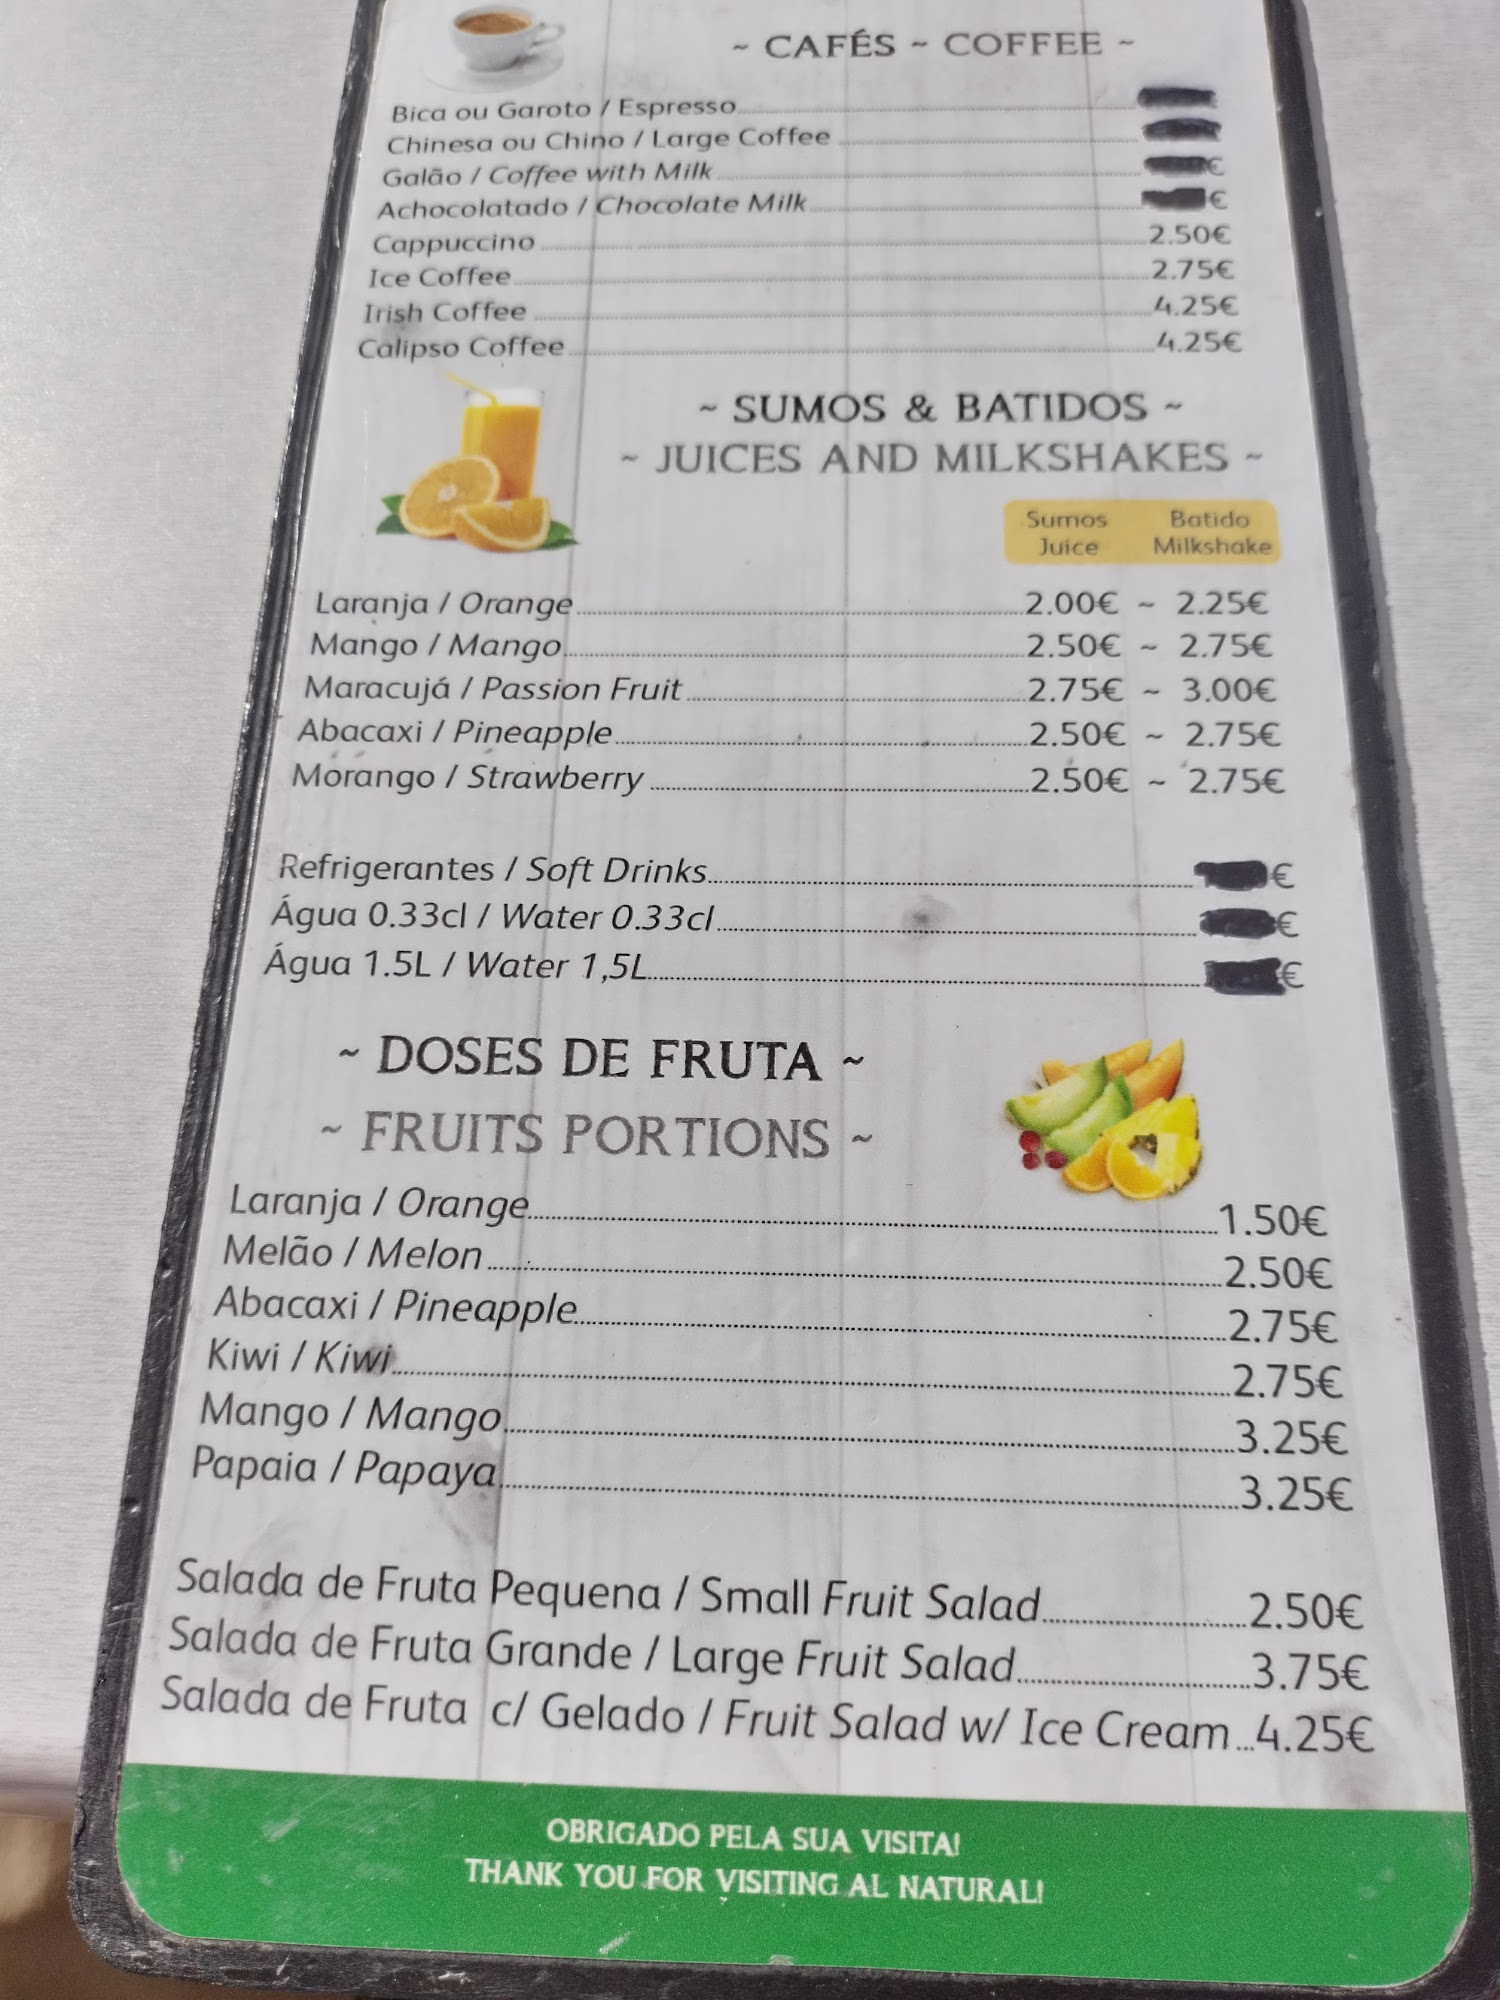 ~ CAFÉS ~ COFFEE ~
Bica ou Garoto / Espresso
Chinesa ou Chino / Large Coffee
Galão / Coffee with Milk €
Achocolatado / Chocolate Milk €
Cappuccino 2.50€
Ice Coffee 2.75€
Irish Coffee 4.25€
Calipso Coffee 4.25€
~ SUMOS & BATIDOS ~
~ JUICES AND MILKSHAKES ~
Sumos Batido
Juice Milkshake
Laranja / Orange 2.00€ ~ 2.25€
Mango / Mango 2.50€ ~ 2.75€
Maracujá / Passion Fruit 2.75€ ~ 3.00€
Abacaxi / Pineapple 2.50€ ~ 2.75€
Morango / Strawberry 2.50€ ~ 2.75€
Refrigerantes / Soft Drinks €
Água 0.33cl / Water 0.33cl €
Água 1.5L / Water 1,5L €
~ DOSES DE FRUTA ~
~ FRUITS PORTIONS ~
Laranja / Orange 1.50€
Melão / Melon 2.50€
Abacaxi / Pineapple 2.75€
Kiwi / Kiwi 2.75€
Mango / Mango 3.25€
Papaia / Papaya 3.25€
Salada de Fruta Pequena / Small Fruit Salad 2.50€
Salada de Fruta Grande / Large Fruit Salad 3.75€
Salada de Fruta c/ Gelado / Fruit Salad w/ Ice Cream 4.25€
OBRIGADO PELA SUA VISITA!
THANK YOU FOR VISITING AL NATURAL!